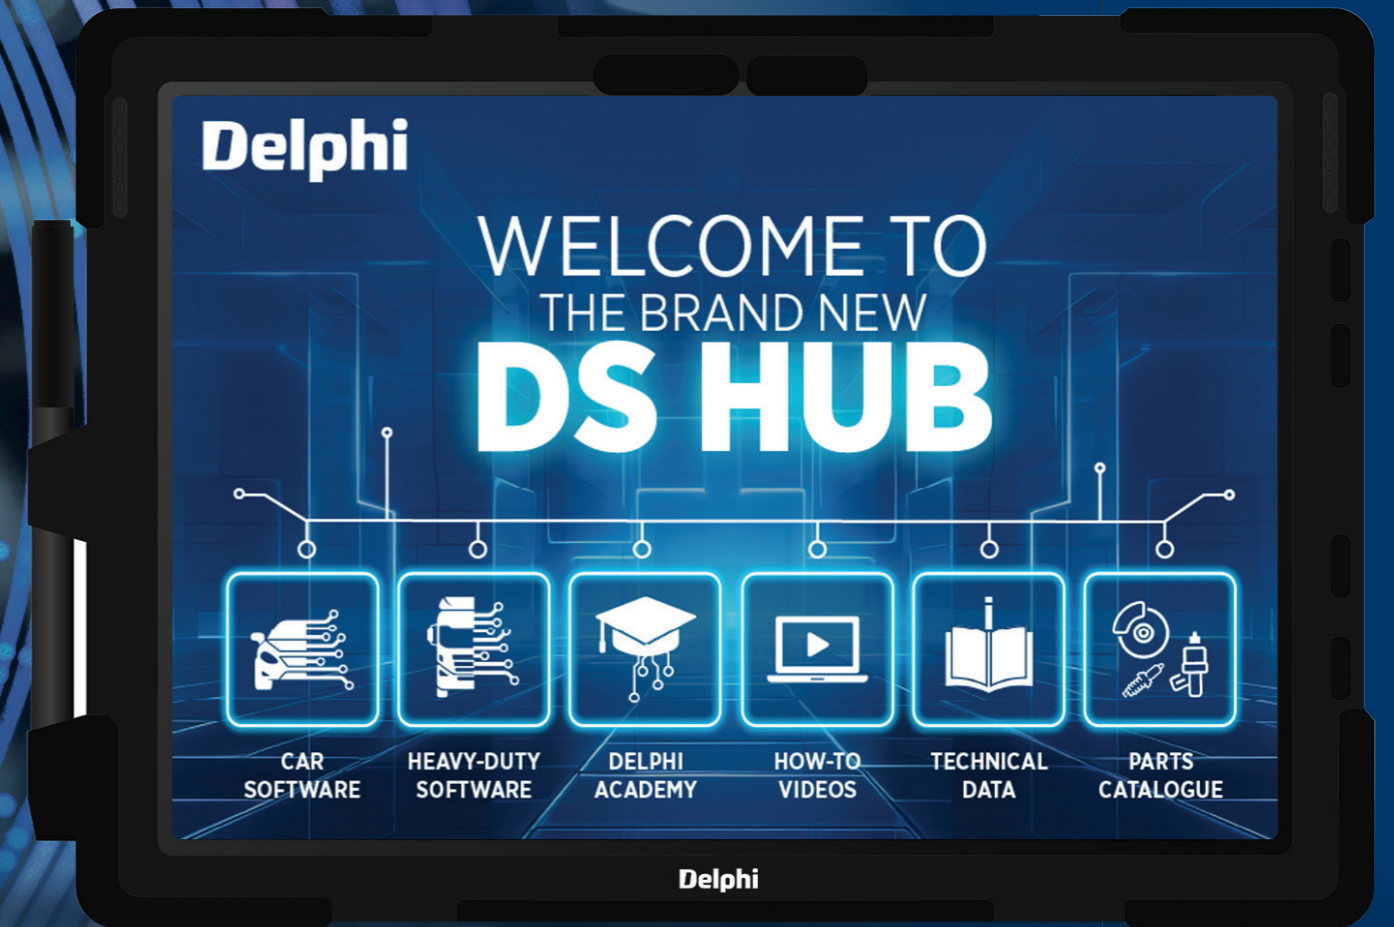 Delphi
WELCOME TO
THE BRAND NEW
DS HUB
CAR
SOFTWARE
HEAVY-DUTY
SOFTWARE
DELPHI
ACADEMY
HOW-TO
VIDEOS
TECHNICAL
DATA
PARTS
CATALOGUE
Delphi